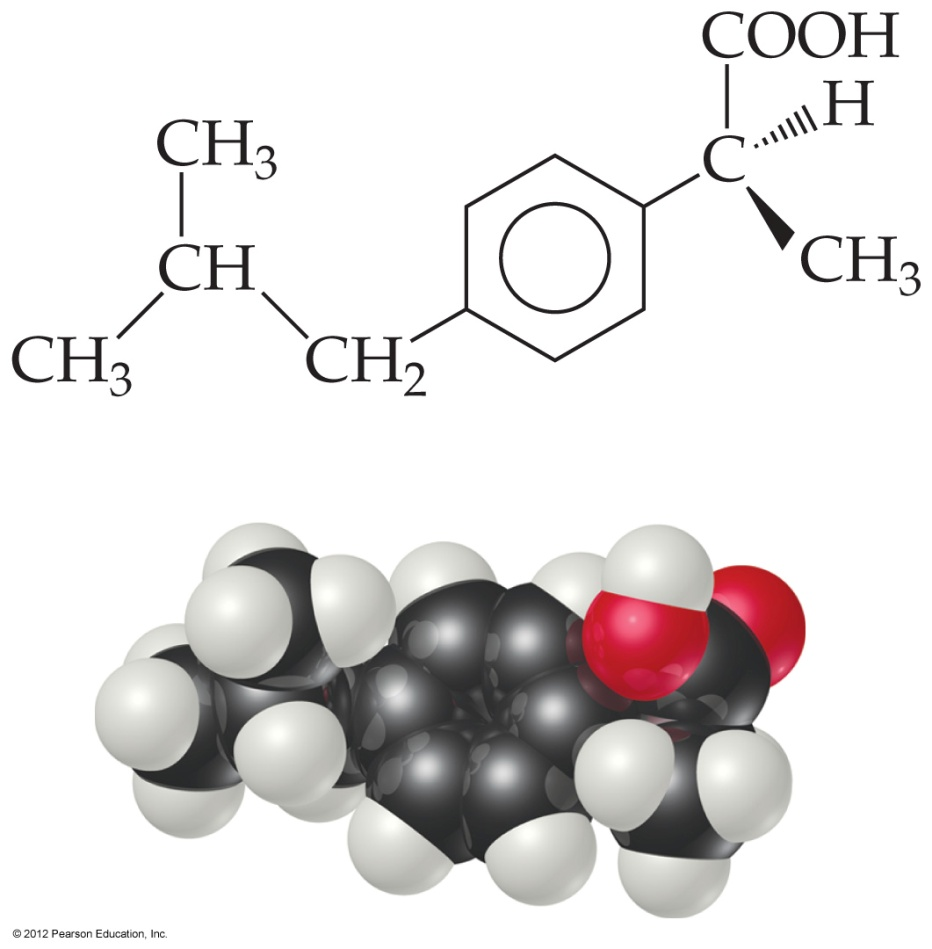 COOH
H
CH3
C
CH
CH3
CH3
CH2
© 2012 Pearson Education, Inc.